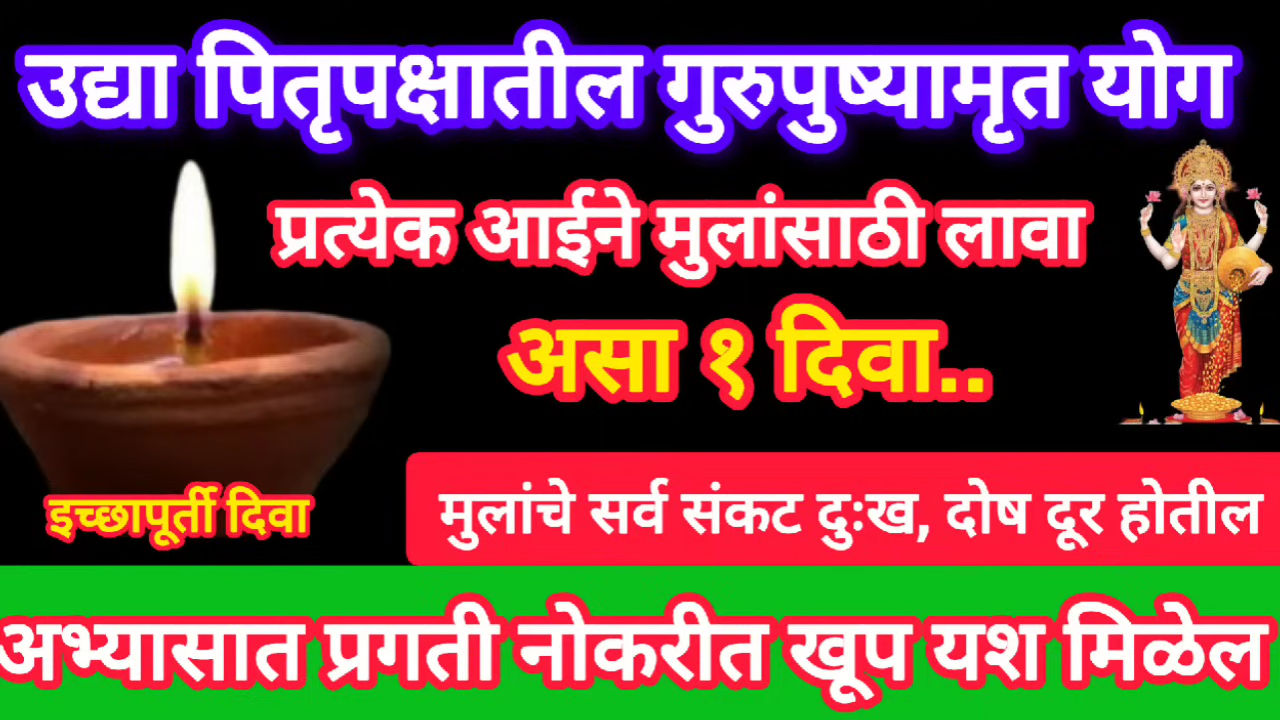 उद्या पितृपक्षातील गुरुपुष्यामृत योग
प्रत्येक आईने मुलांसाठी लावा
असा १ दिवा..
इच्छापूर्ती दिवा
मुलांचे सर्व संकट दुःख, दोष दूर होतील
अभ्यासात प्रगती नोकरीत खूप यश मिळेल